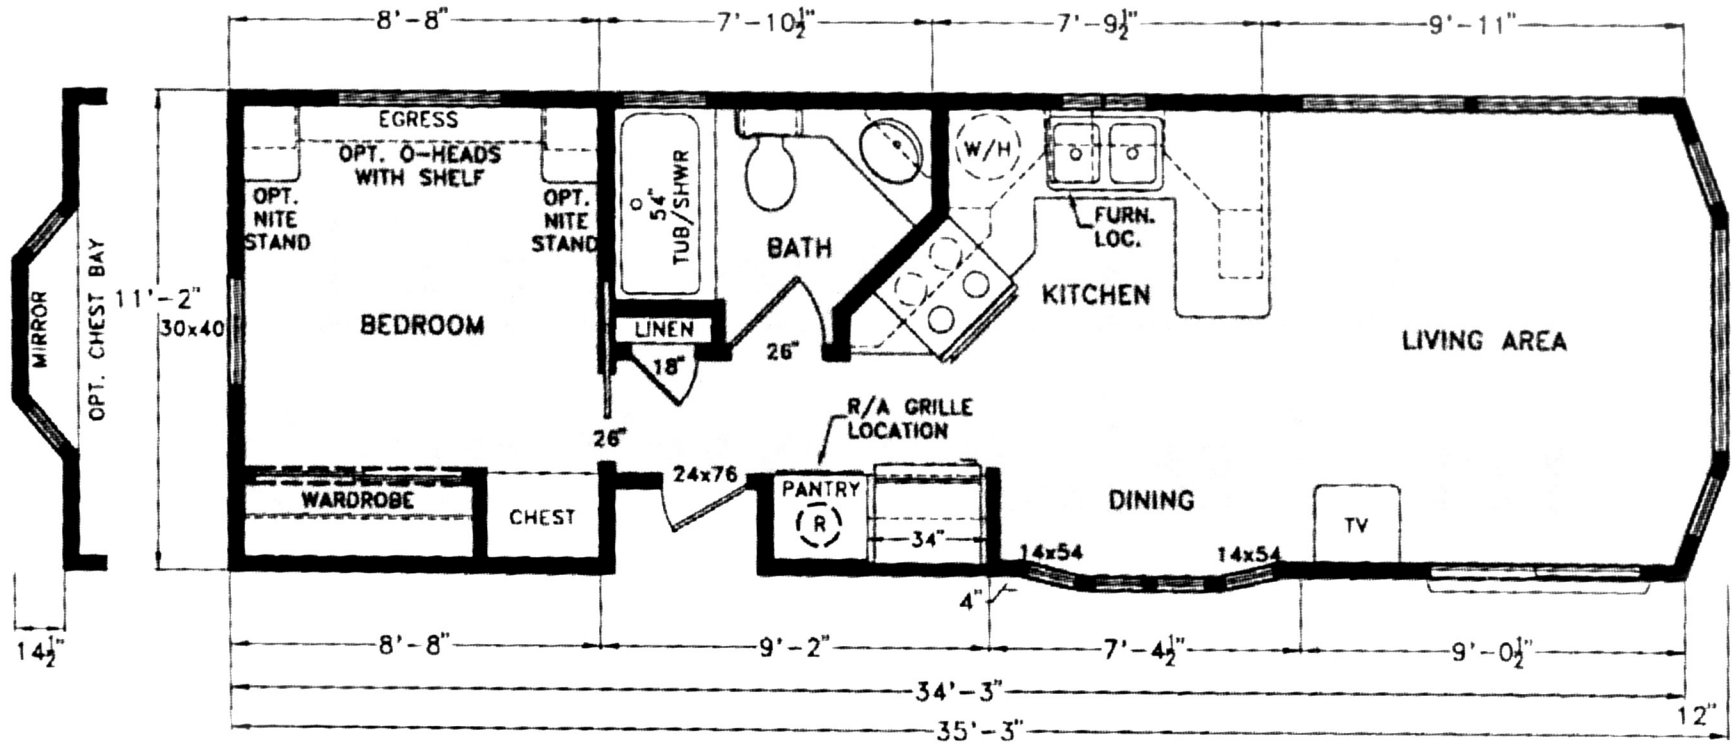 8'-8"
7'-10½"
7'-9½"
9'-11"
EGRESS
OPT. O-HEADS
WITH SHELF
OPT.
NITE
STAND
OPT.
NITE
STAND
54"
TUB/SHWR
W/H
FURN.
LOC.
BATH
KITCHEN
LIVING AREA
MIRROR
OPT. CHEST BAY
11'-2"
30x40
BEDROOM
LINEN
18"
26"
R/A GRILLE
LOCATION
26"
24x76
WARDROBE
CHEST
PANTRY
R
34"
DINING
TV
14x54
14x54
4"
14½"
8'-8"
9'-2"
7'-4½"
9'-0½"
34'-3"
12"
35'-3"